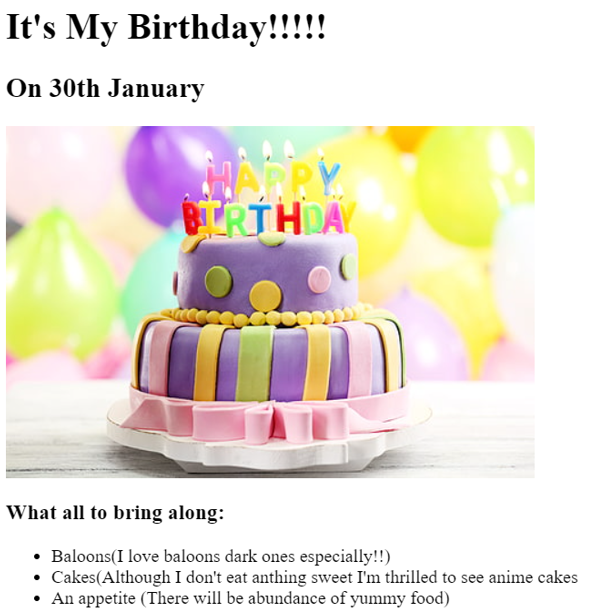 It's My Birthday!!!!!
On 30th January
HAPPY
BIRTHDAY
What all to bring along:
• Baloons(I love baloons dark ones especially!!)
• Cakes(Although I don't eat anthing sweet I'm thrilled to see anime cakes
• An appetite (There will be abundance of yummy food)